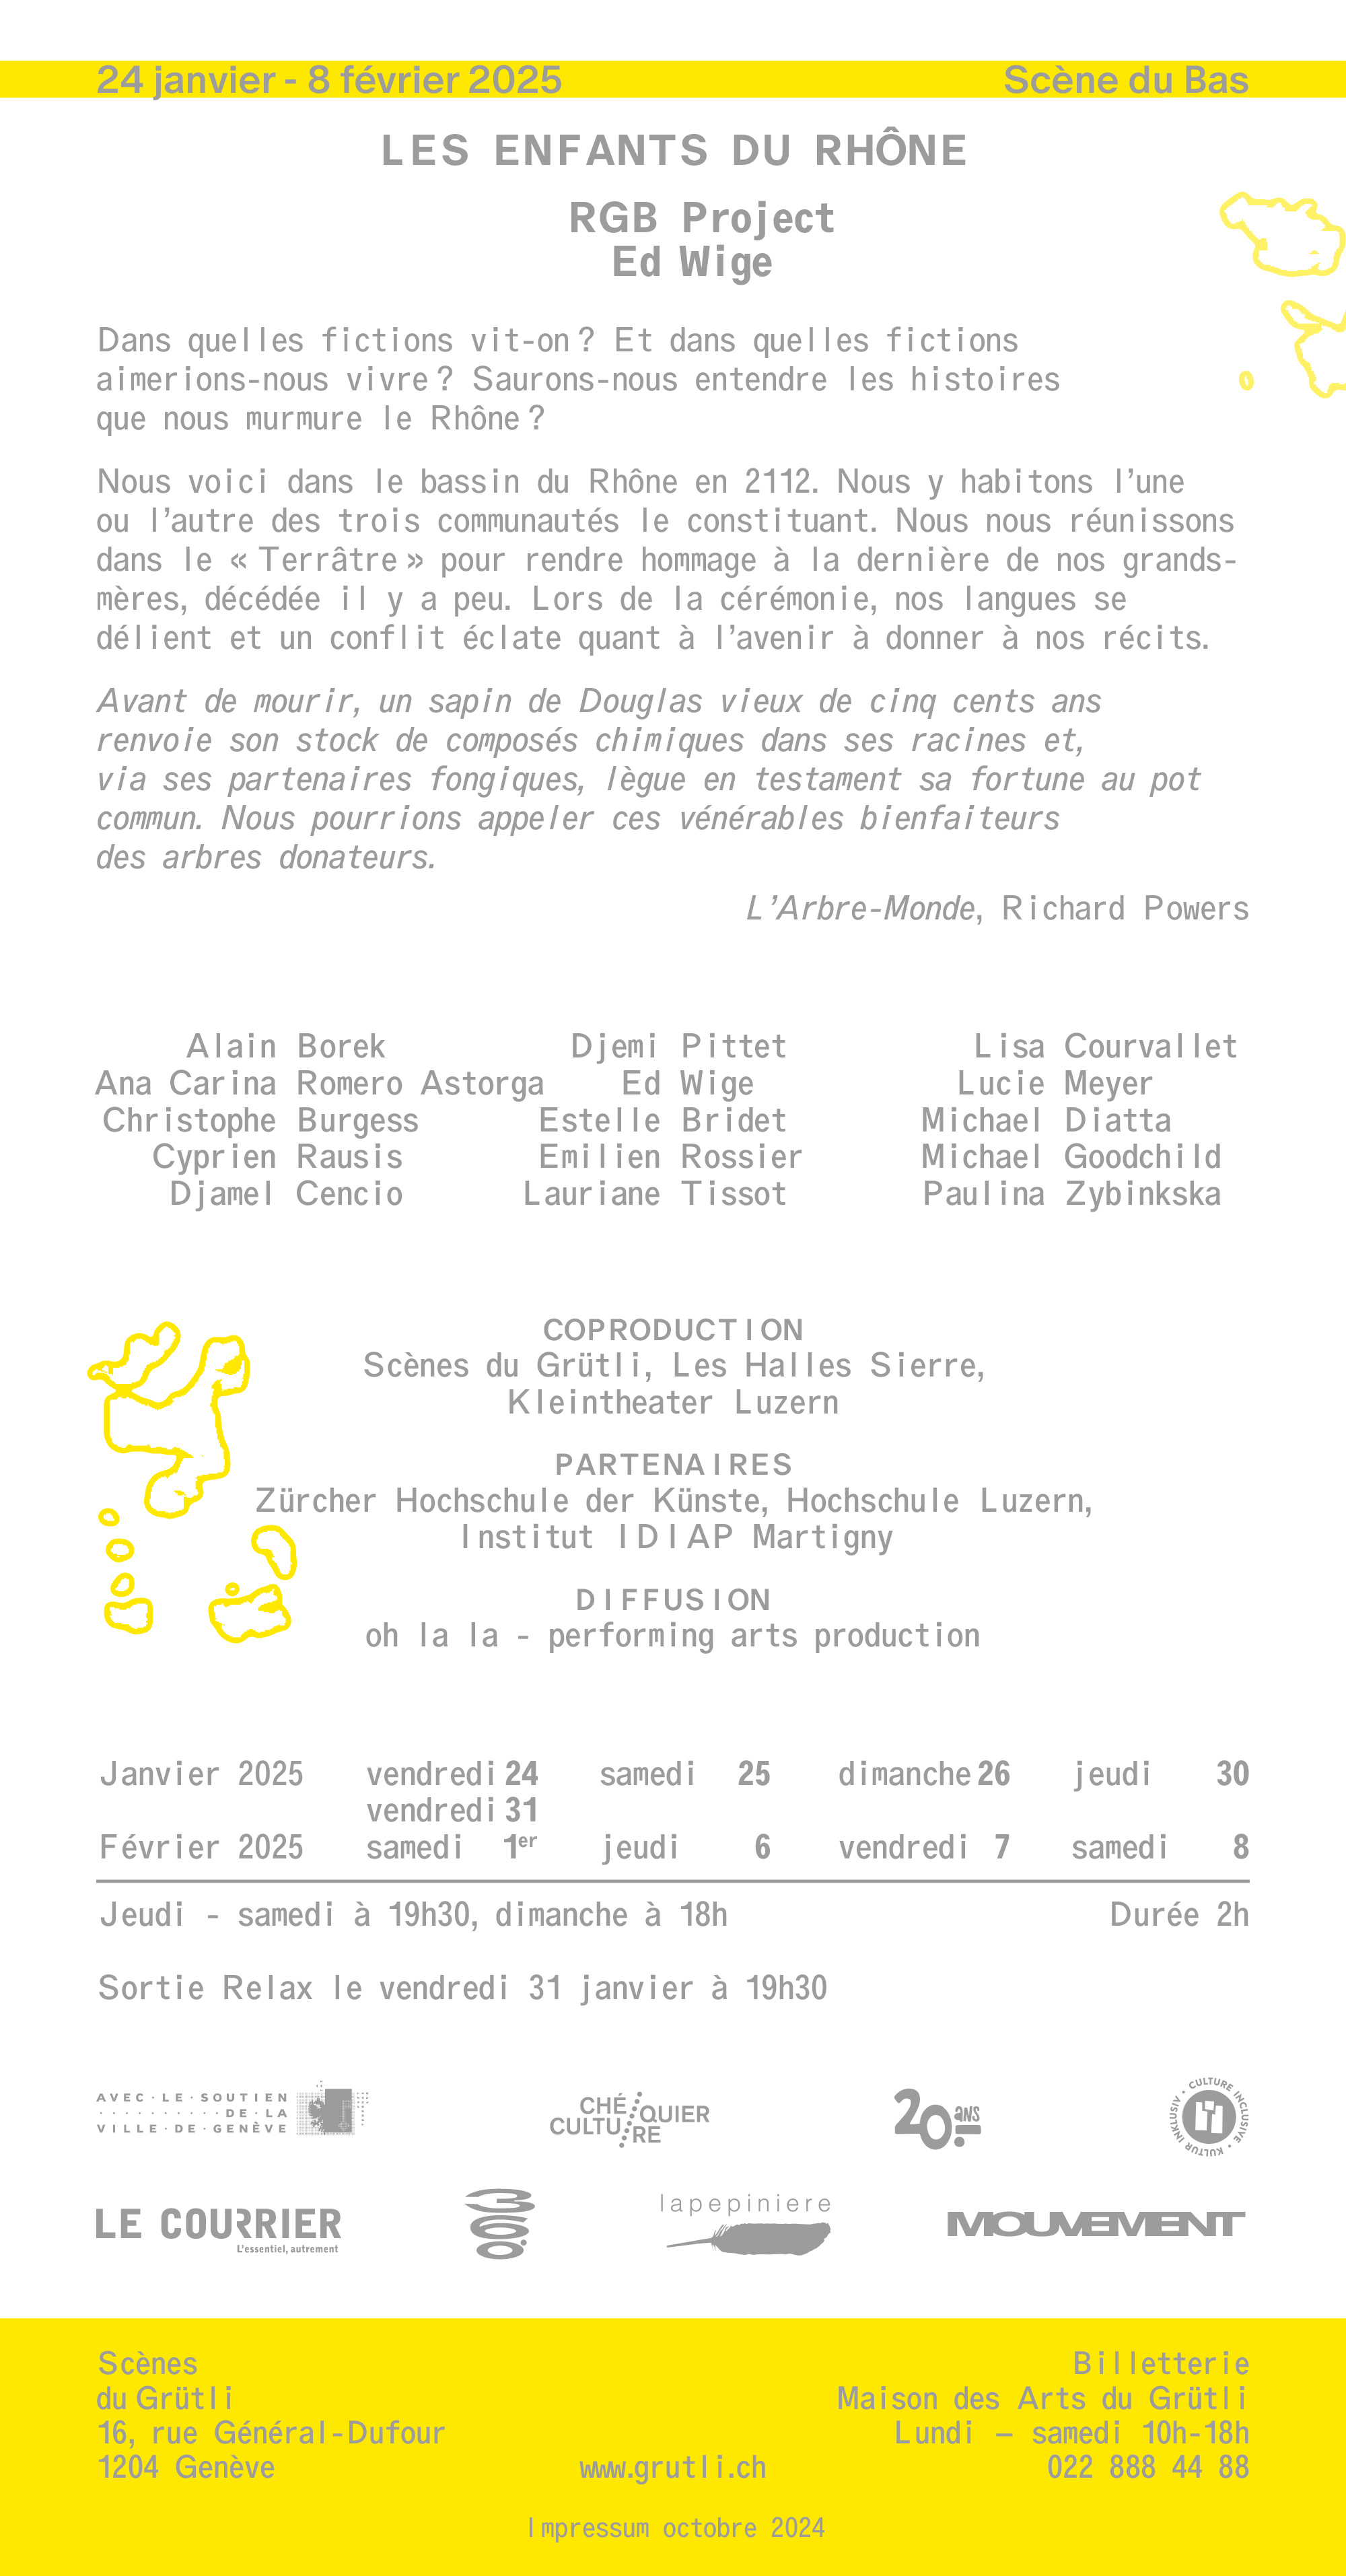 24 janvier - 8 février 2025 Scène du Bas
LES ENFANTS DU RHÔNE
RGB Project
Ed Wige
Dans quelles fictions vit-on ? Et dans quelles fictions
aimerions-nous vivre ? Saurons-nous entendre les histoires
que nous murmure le Rhône ?
Nous voici dans le bassin du Rhône en 2112. Nous y habitons l’une
ou l’autre des trois communautés le constituant. Nous nous réunissons
dans le « Terrâtre » pour rendre hommage à la dernière de nos grands-
mères, décédée il y a peu. Lors de la cérémonie, nos langues se
délient et un conflit éclate quant à l’avenir à donner à nos récits.
Avant de mourir, un sapin de Douglas vieux de cinq cents ans
renvoie son stock de composés chimiques dans ses racines et,
via ses partenaires fongiques, lègue en testament sa fortune au pot
commun. Nous pourrions appeler ces vénérables bienfaiteurs
des arbres donateurs.
L’Arbre-Monde, Richard Powers
Alain Borek Djemi Pittet Lisa Courvallet
Ana Carina Romero Astorga Ed Wige Lucie Meyer
Christophe Burgess Estelle Bridet Michael Diatta
Cyprien Rausis Emilien Rossier Michael Goodchild
Djamel Cencio Lauriane Tissot Paulina Zybinkska
COPRODUCTION
Scènes du Grütli, Les Halles Sierre,
Kleintheater Luzern
PARTENAIRES
Zürcher Hochschule der Künste, Hochschule Luzern,
Institut IDIAP Martigny
DIFFUSION
oh la la - performing arts production
Janvier 2025 vendredi 24 samedi 25 dimanche 26 jeudi 30
vendredi 31
Février 2025 samedi 1er jeudi 6 vendredi 7 samedi 8
Jeudi - samedi à 19h30, dimanche à 18h Durée 2h
Sortie Relax le vendredi 31 janvier à 19h30
AVEC·LE·SOUTIEN
DE·LA
VILLE·DE·GENÈVE
CHÉ QUIER
CULTU RE
20 ans
CULTURE INCLUSIVE • KULTUR INKLUSIV •
LE COURRIER
L’essentiel, autrement
300
lapepiniere
MOUVEMENT
Scènes Billetterie
du Grütli Maison des Arts du Grütli
16, rue Général-Dufour Lundi – samedi 10h-18h
1204 Genève www.grutli.ch 022 888 44 88
Impressum octobre 2024